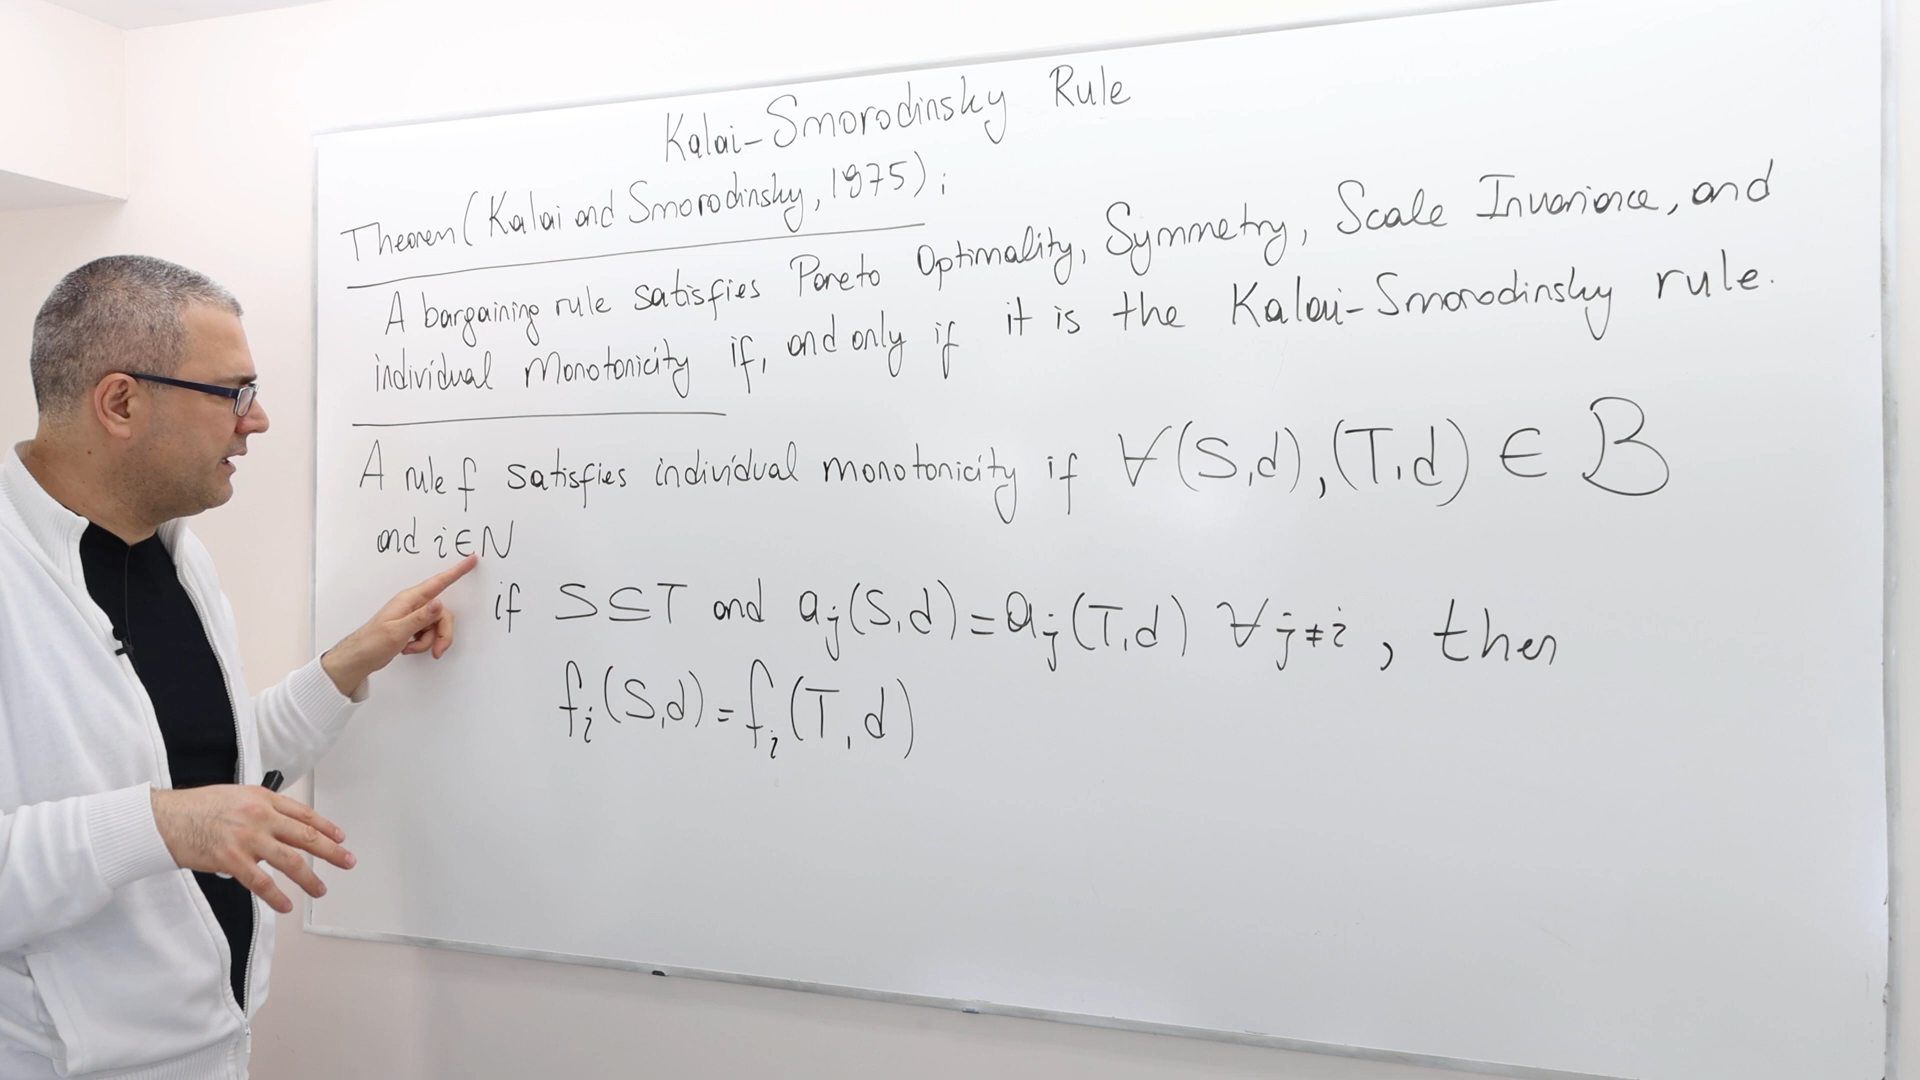 Kalai-Smorodinsky Rule
Theorem (Kalai and Smorodinsky, 1975):
A bargaining rule satisfies Pareto Optimality, Symmetry, Scale Invariance, and
individual monotonicity if, and only if it is the Kalai-Smorodinsky rule.
A rule f satisfies individual monotonicity if ∀(S,d),(T,d) ∈ B
and i∈N
if S⊆T and aⱼ(S,d)=aⱼ(T,d) ∀j≠i, then
fᵢ(S,d)=fᵢ(T,d)